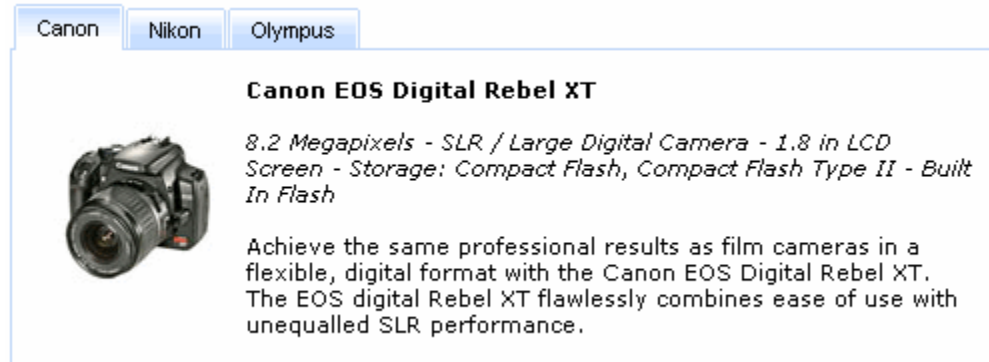 Canon Nikon Olympus
Canon EOS Digital Rebel XT
8.2 Megapixels - SLR / Large Digital Camera - 1.8 in LCD
Screen - Storage: Compact Flash, Compact Flash Type II - Built
In Flash
Achieve the same professional results as film cameras in a
flexible, digital format with the Canon EOS Digital Rebel XT.
The EOS digital Rebel XT flawlessly combines ease of use with
unequalled SLR performance.
Canon